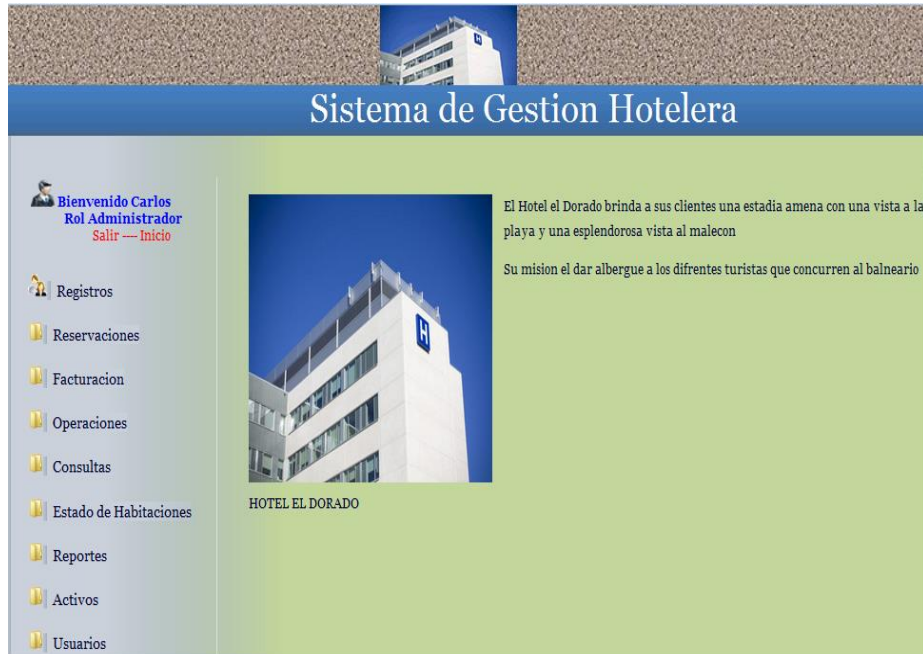 H
Sistema de Gestion Hotelera
Bienvenido Carlos
Rol Administrador
Salir ---- Inicio
Registros
Reservaciones
Facturacion
Operaciones
Consultas
Estado de Habitaciones
Reportes
Activos
Usuarios
H
HOTEL EL DORADO
El Hotel el Dorado brinda a sus clientes una estadia amena con una vista a la
playa y una esplendorosa vista al malecon
Su mision el dar albergue a los difrentes turistas que concurren al balneario